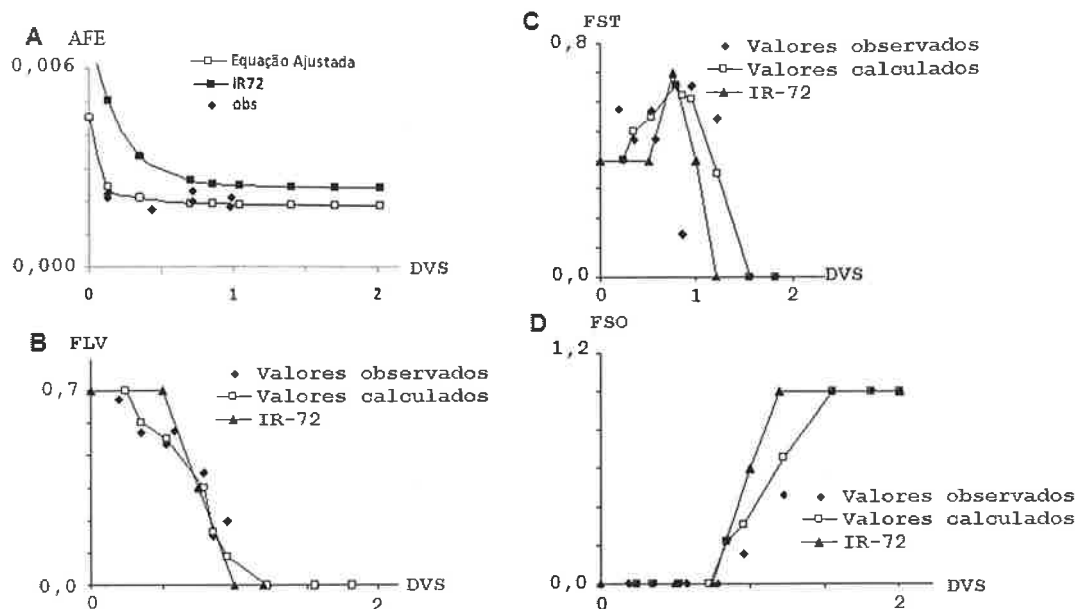 A AFE
0,006
Equação Ajustada
IR72
obs
0,000
DVS
0 1 2
C FST
0,8
Valores observados
Valores calculados
IR-72
0,0
DVS
0 1 2
B FLV
0,7
Valores observados
Valores calculados
IR-72
0,0
DVS
0 2
D FSO
1,2
Valores observados
Valores calculados
IR-72
0,0
DVS
0 2